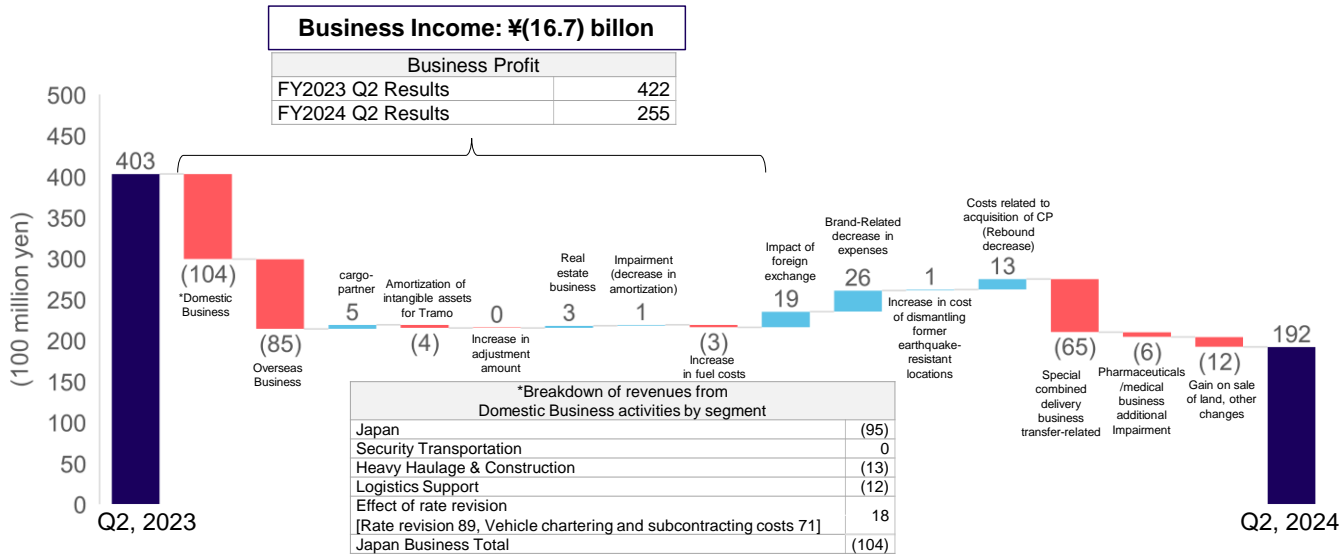 Business Income: ¥(16.7) billon
Business Profit
FY2023 Q2 Results 422
FY2024 Q2 Results 255
(100 million yen)
500
450
400
350
300
250
200
150
100
50
0
403
Q2, 2023
(104)
*Domestic
Business
(85)
Overseas
Business
cargo-
partner
5
Amortization of
intangible assets
for Tramo
(4)
0
Increase in
adjustment
amount
Real
estate
business
3
Impairment
(decrease in
amortization)
1
(3)
Increase
in fuel costs
Impact of
foreign
exchange
19
Brand-Related
decrease in
expenses
26
1
Increase in cost
of dismantling
former
earthquake-
resistant
locations
Costs related to
acquisition of CP
(Rebound
decrease)
13
(65)
Special
combined
delivery
business
transfer-related
(6)
Pharmaceuticals
/medical
business
additional
Impairment
(12)
Gain on sale
of land, other
changes
192
Q2, 2024
*Breakdown of revenues from
Domestic Business activities by segment
Japan (95)
Security Transportation 0
Heavy Haulage & Construction (13)
Logistics Support (12)
Effect of rate revision
[Rate revision 89, Vehicle chartering and subcontracting costs 71] 18
Japan Business Total (104)